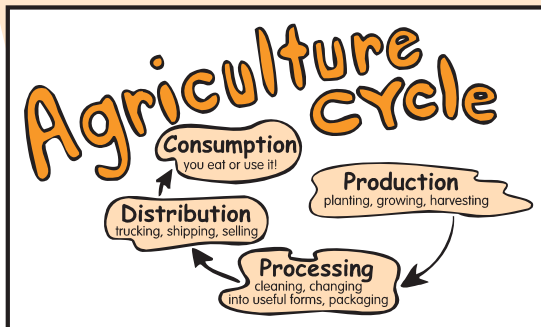 Agriculture
cycle
Consumption
you eat or use it!
Production
planting, growing, harvesting
Distribution
trucking, shipping, selling
Processing
cleaning, changing
into useful forms, packaging